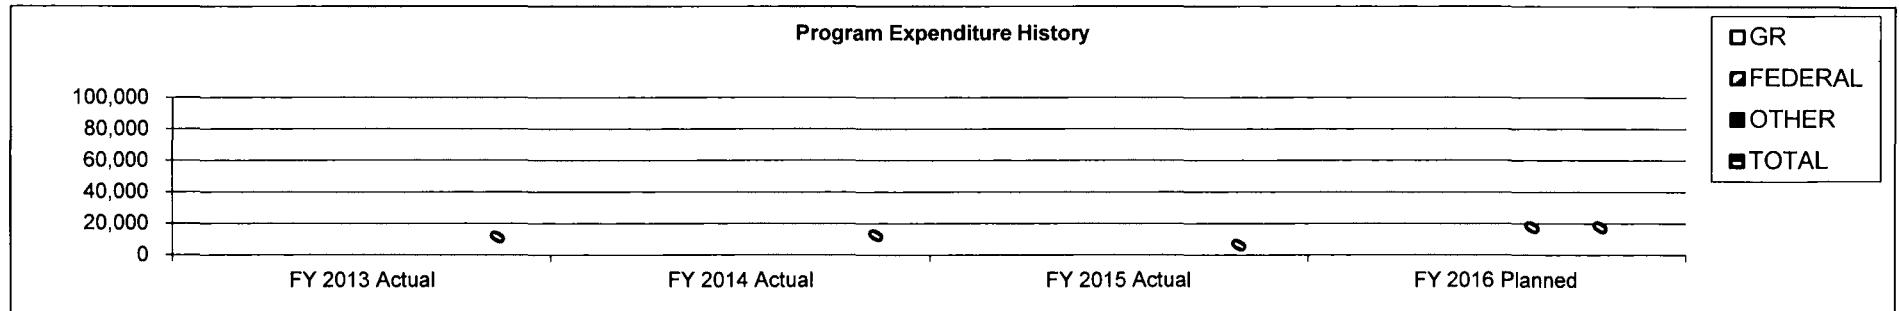 Program Expenditure History
GR
FEDERAL
OTHER
TOTAL
100,000
80,000
60,000
40,000
20,000
0
0 0 0 0 0
FY 2013 Actual FY 2014 Actual FY 2015 Actual FY 2016 Planned